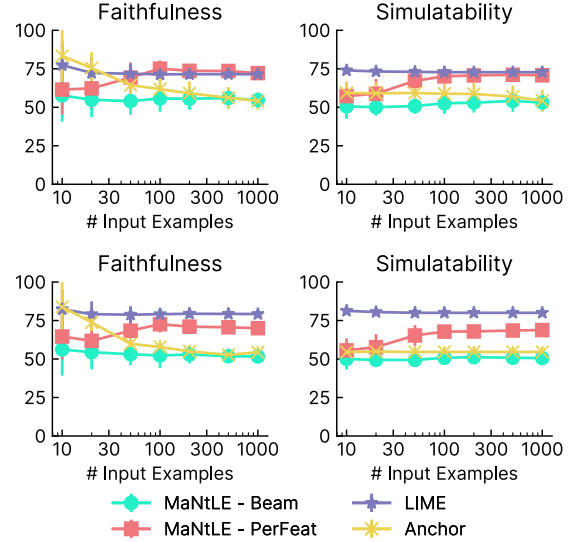 Faithfulness
Simulatability
100
75
50
25
0
10 30 100 300 1000
# Input Examples
100
75
50
25
0
10 30 100 300 1000
# Input Examples
Faithfulness
Simulatability
100
75
50
25
0
10 30 100 300 1000
# Input Examples
100
75
50
25
0
10 30 100 300 1000
# Input Examples
MaNtLE - Beam
MaNtLE - PerFeat
LIME
Anchor